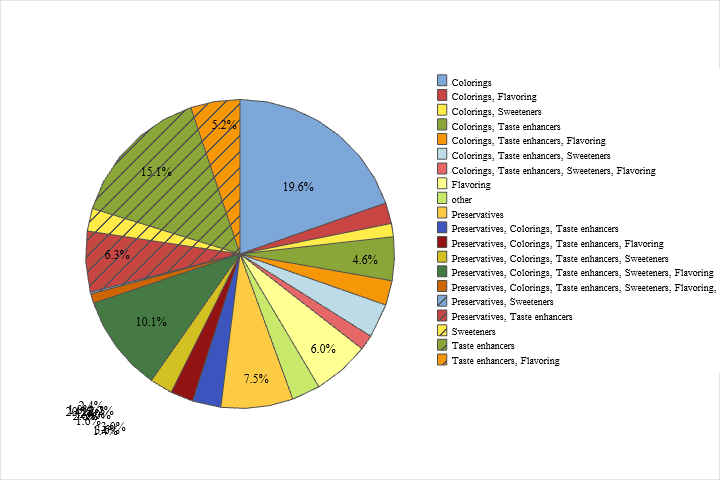 Colorings
Colorings, Flavoring
Colorings, Sweeteners
Colorings, Taste enhancers
Colorings, Taste enhancers, Flavoring
Colorings, Taste enhancers, Sweeteners
Colorings, Taste enhancers, Sweeteners, Flavoring
Flavoring
other
Preservatives
Preservatives, Colorings, Taste enhancers
Preservatives, Colorings, Taste enhancers, Flavoring
Preservatives, Colorings, Taste enhancers, Sweeteners
Preservatives, Colorings, Taste enhancers, Sweeteners, Flavoring
Preservatives, Colorings, Taste enhancers, Sweeteners, Flavoring,
Preservatives, Sweeteners
Preservatives, Taste enhancers
Sweeteners
Taste enhancers
Taste enhancers, Flavoring
5.2%
15.1%
19.6%
6.3%
4.6%
10.1%
6.0%
7.5%
2.4%
1.6%